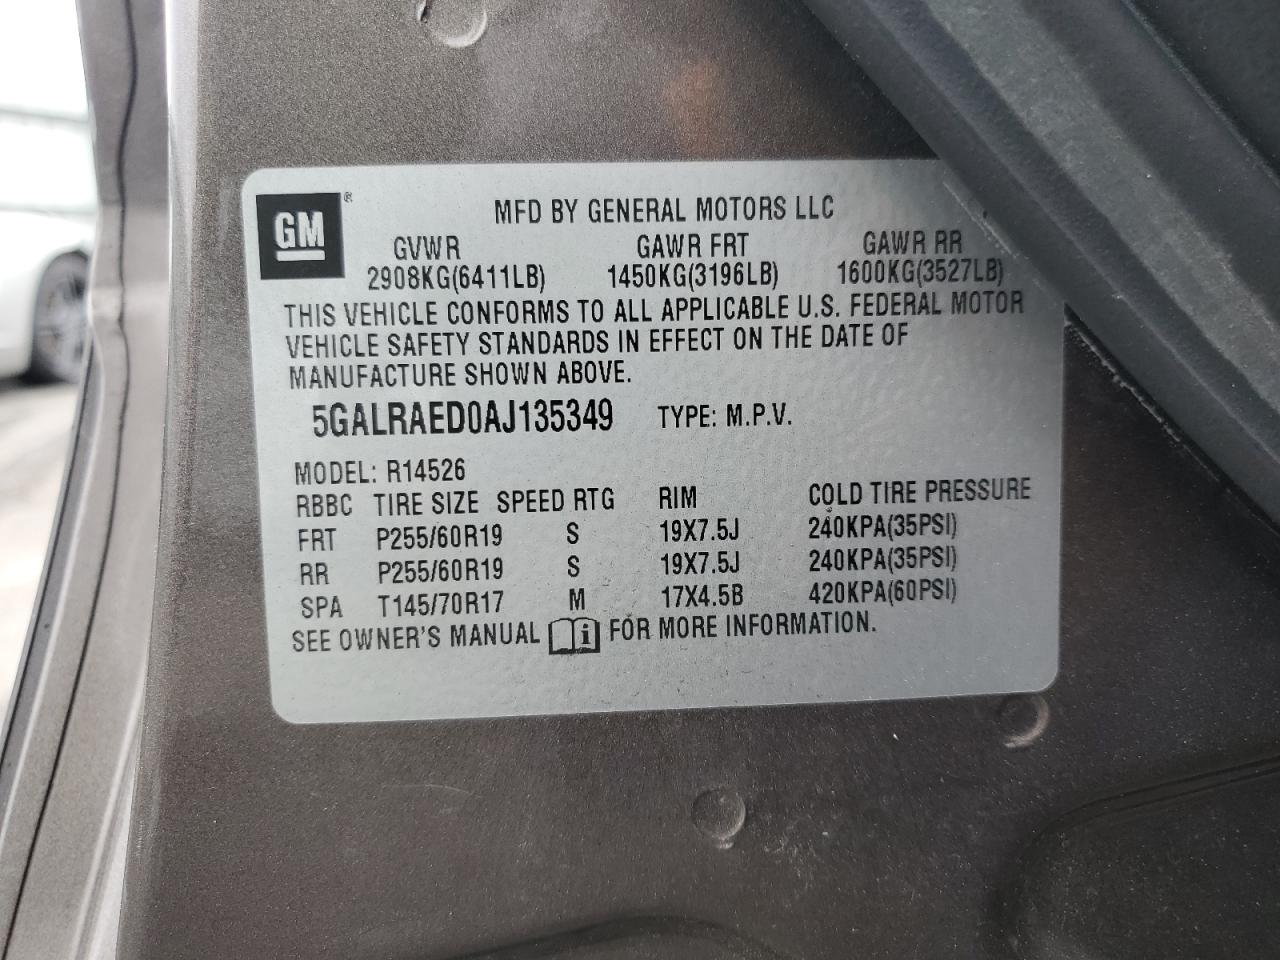 GM®
MFD BY GENERAL MOTORS LLC
GVWR GAWR FRT GAWR RR
2908KG(6411LB) 1450KG(3196LB) 1600KG(3527LB)
THIS VEHICLE CONFORMS TO ALL APPLICABLE U.S. FEDERAL MOTOR
VEHICLE SAFETY STANDARDS IN EFFECT ON THE DATE OF
MANUFACTURE SHOWN ABOVE.
5GALRAED0AJ135349 TYPE: M.P.V.
MODEL: R14526
RBBC TIRE SIZE SPEED RTG RIM COLD TIRE PRESSURE
FRT P255/60R19 S 19X7.5J 240KPA(35PSI)
RR P255/60R19 S 19X7.5J 240KPA(35PSI)
SPA T145/70R17 M 17X4.5B 420KPA(60PSI)
SEE OWNER'S MANUAL i FOR MORE INFORMATION.